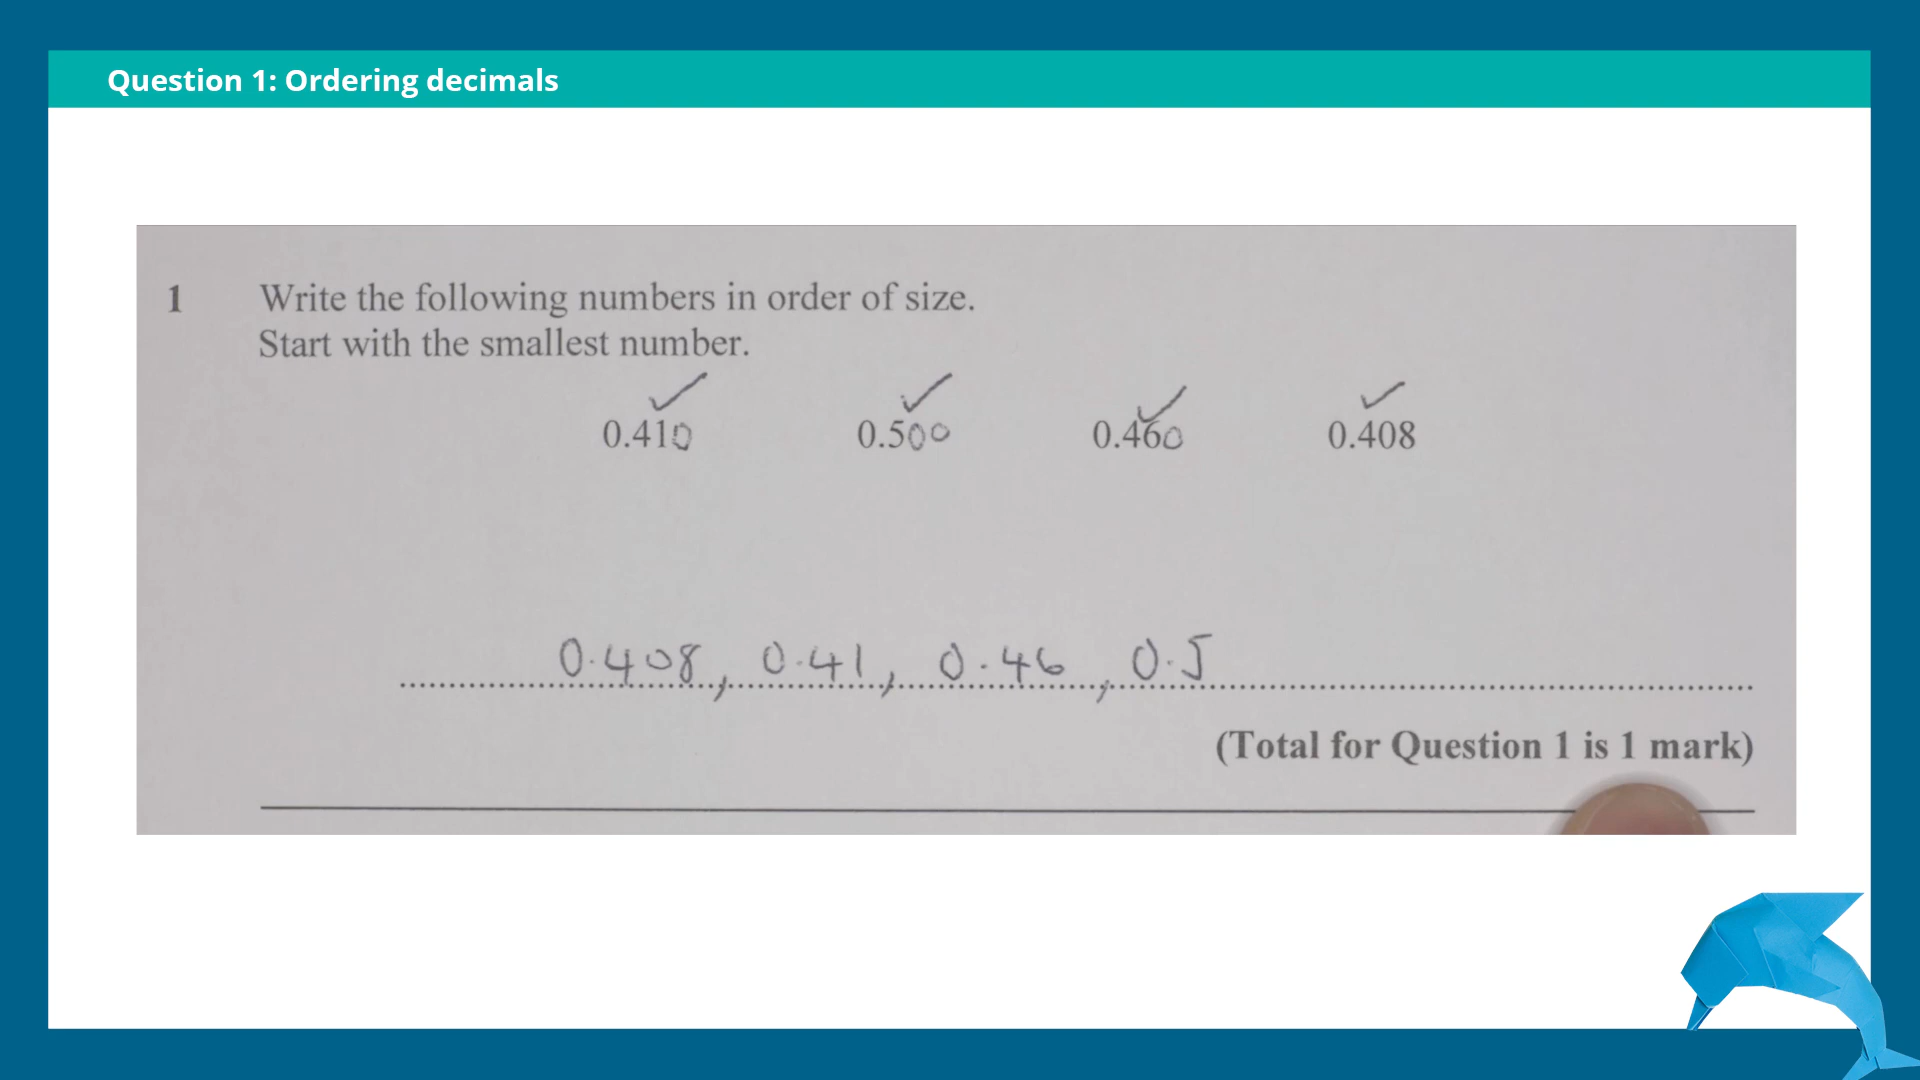 Question 1: Ordering decimals
1 Write the following numbers in order of size.
Start with the smallest number.
0.410 0.500 0.460 0.408
0.408, 0.41, 0.46, 0.5
(Total for Question 1 is 1 mark)